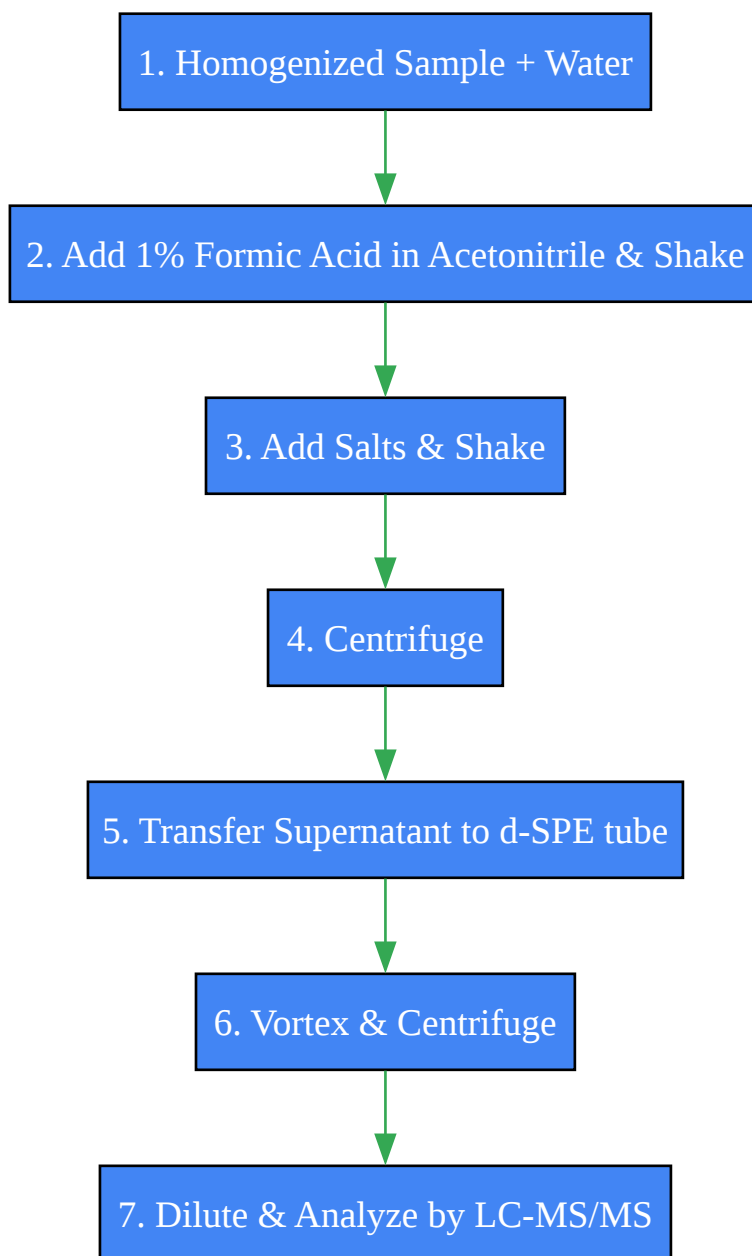 1. Homogenized Sample + Water
2. Add 1% Formic Acid in Acetonitrile & Shake
3. Add Salts & Shake
4. Centrifuge
5. Transfer Supernatant to d-SPE tube
6. Vortex & Centrifuge
7. Dilute & Analyze by LC-MS/MS